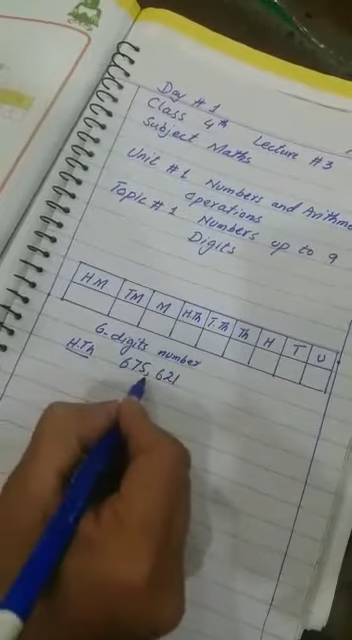 Day # 1
Class 4th Lecture # 3
Subject Maths
Unit # 1 Numbers and Arithme
Operations
Topic # 1 Numbers up to 9
Digits
HM TM M H.Th T.Th Th H T U
6-digits number
H.Th 675,621